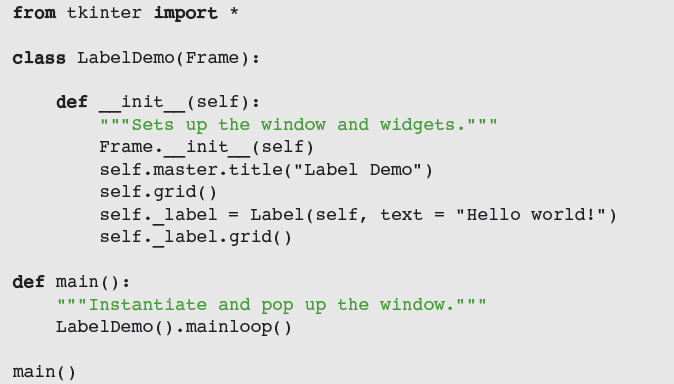 from tkinter import *
class LabelDemo(Frame):
def __init__(self):
"""Sets up the window and widgets."""
Frame.__init__(self)
self.master.title("Label Demo")
self.grid()
self._label = Label(self, text = "Hello world!")
self._label.grid()
def main():
"""Instantiate and pop up the window."""
LabelDemo().mainloop()
main()